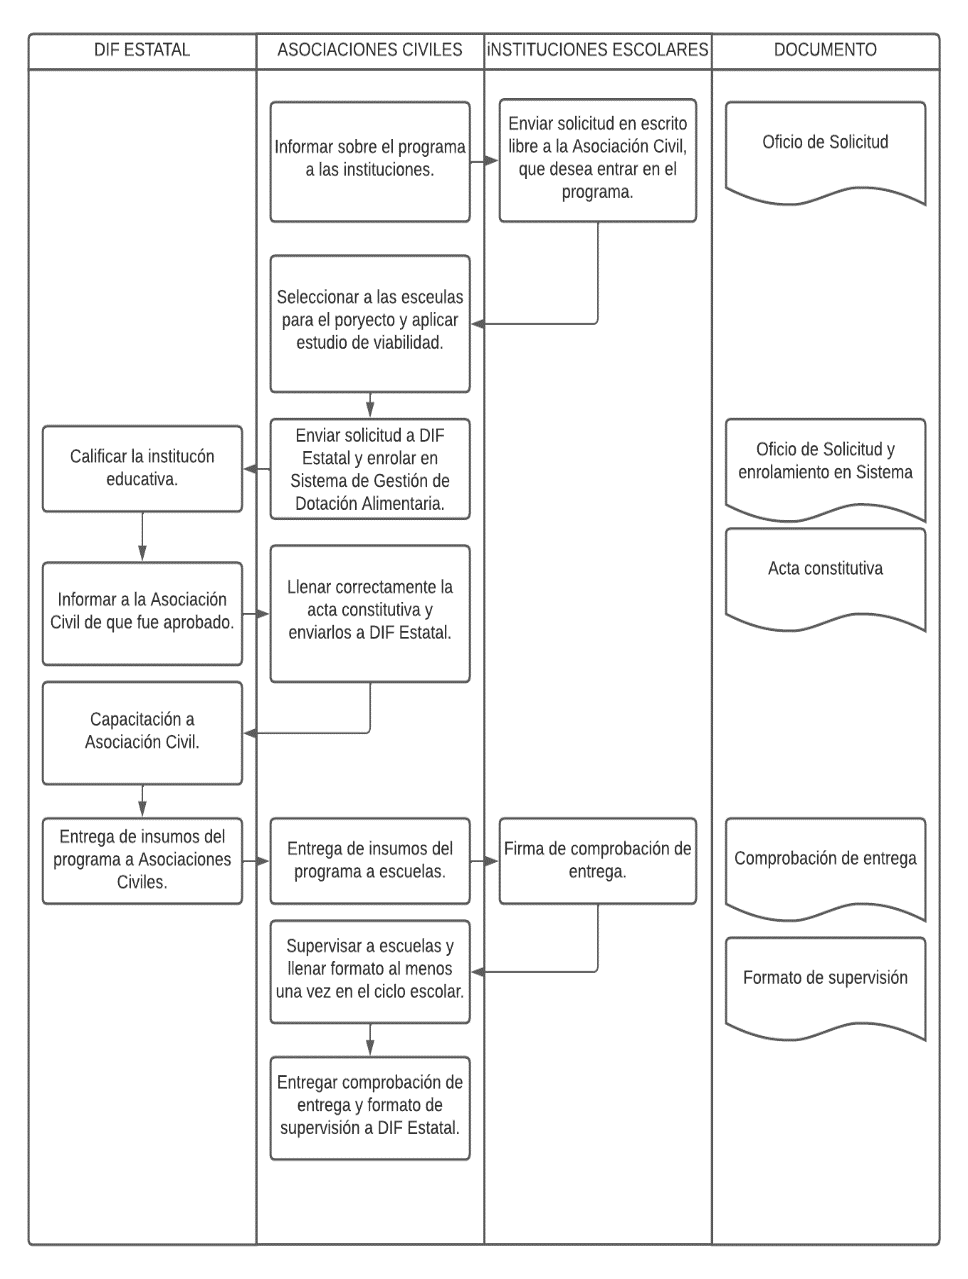 DIF ESTATAL
ASOCIACIONES CIVILES
iNSTITUCIONES ESCOLARES
DOCUMENTO
Informar sobre el programa
a las instituciones.
Enviar solicitud en escrito
libre a la Asociación Civil,
que desea entrar en el
programa.
Oficio de Solicitud
Seleccionar a las esceulas
para el poryecto y aplicar
estudio de viabilidad.
Enviar solicitud a DIF
Estatal y enrolar en
Sistema de Gestión de
Dotación Alimentaria.
Calificar la institucón
educativa.
Oficio de Solicitud y
enrolamiento en Sistema
Informar a la Asociación
Civil de que fue aprobado.
Llenar correctamente la
acta constitutiva y
enviarlos a DIF Estatal.
Acta constitutiva
Capacitación a
Asociación Civil.
Entrega de insumos del
programa a Asociaciones
Civiles.
Entrega de insumos del
programa a escuelas.
Firma de comprobación de
entrega.
Comprobación de entrega
Supervisar a escuelas y
llenar formato al menos
una vez en el ciclo escolar.
Formato de supervisión
Entregar comprobación de
entrega y formato de
supervisión a DIF Estatal.